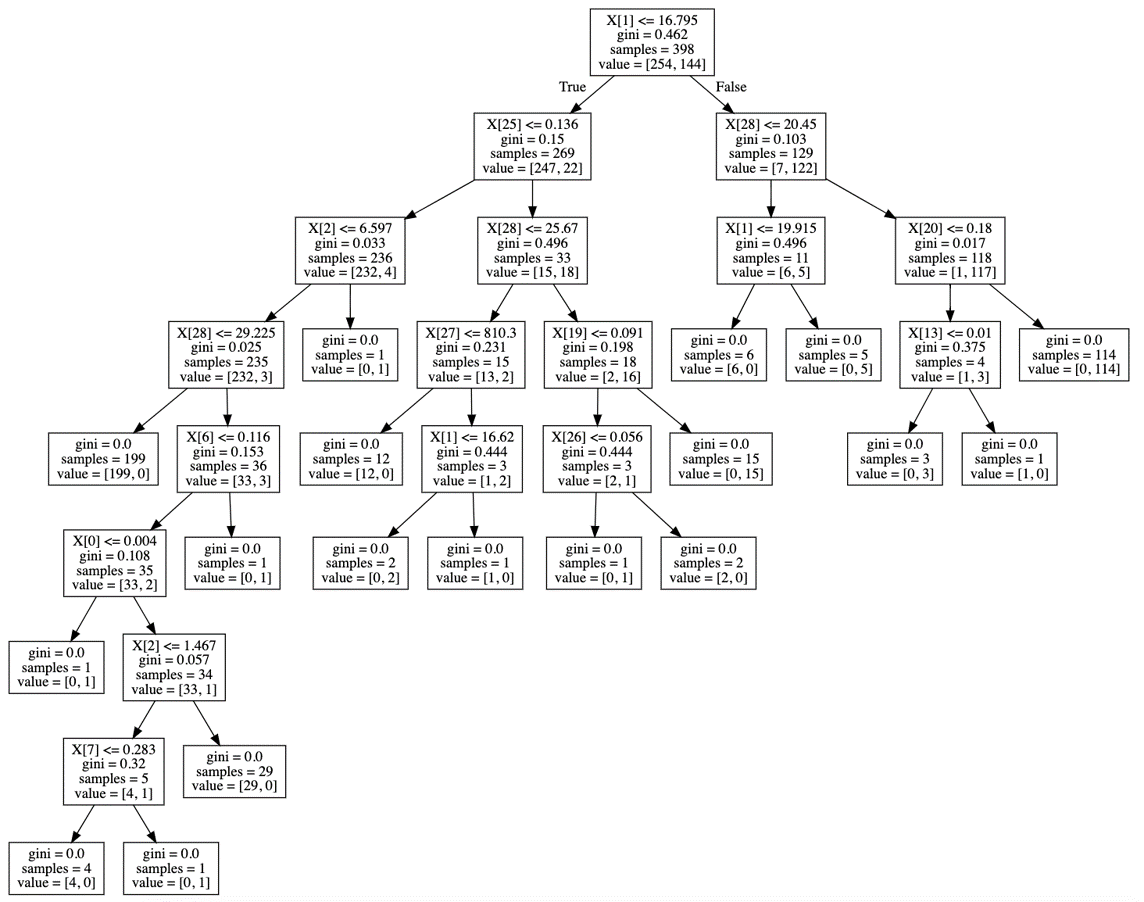 X[1] <= 16.795
gini = 0.462
samples = 398
value = [254, 144]
True
False
X[25] <= 0.136
gini = 0.15
samples = 269
value = [247, 22]
X[28] <= 20.45
gini = 0.103
samples = 129
value = [7, 122]
X[2] <= 6.597
gini = 0.033
samples = 236
value = [232, 4]
X[28] <= 25.67
gini = 0.496
samples = 33
value = [15, 18]
X[1] <= 19.915
gini = 0.496
samples = 11
value = [6, 5]
X[20] <= 0.18
gini = 0.017
samples = 118
value = [1, 117]
X[28] <= 29.225
gini = 0.025
samples = 235
value = [232, 3]
gini = 0.0
samples = 1
value = [0, 1]
X[27] <= 810.3
gini = 0.231
samples = 15
value = [13, 2]
X[19] <= 0.091
gini = 0.198
samples = 18
value = [2, 16]
gini = 0.0
samples = 6
value = [6, 0]
gini = 0.0
samples = 5
value = [0, 5]
X[13] <= 0.01
gini = 0.375
samples = 4
value = [1, 3]
gini = 0.0
samples = 114
value = [0, 114]
gini = 0.0
samples = 199
value = [199, 0]
X[6] <= 0.116
gini = 0.153
samples = 36
value = [33, 3]
gini = 0.0
samples = 12
value = [12, 0]
X[1] <= 16.62
gini = 0.444
samples = 3
value = [1, 2]
X[26] <= 0.056
gini = 0.444
samples = 3
value = [2, 1]
gini = 0.0
samples = 15
value = [0, 15]
gini = 0.0
samples = 3
value = [0, 3]
gini = 0.0
samples = 1
value = [1, 0]
X[0] <= 0.004
gini = 0.108
samples = 35
value = [33, 2]
gini = 0.0
samples = 1
value = [0, 1]
gini = 0.0
samples = 2
value = [0, 2]
gini = 0.0
samples = 1
value = [1, 0]
gini = 0.0
samples = 1
value = [0, 1]
gini = 0.0
samples = 2
value = [2, 0]
gini = 0.0
samples = 1
value = [0, 1]
X[2] <= 1.467
gini = 0.057
samples = 34
value = [33, 1]
X[7] <= 0.283
gini = 0.32
samples = 5
value = [4, 1]
gini = 0.0
samples = 29
value = [29, 0]
gini = 0.0
samples = 4
value = [4, 0]
gini = 0.0
samples = 1
value = [0, 1]